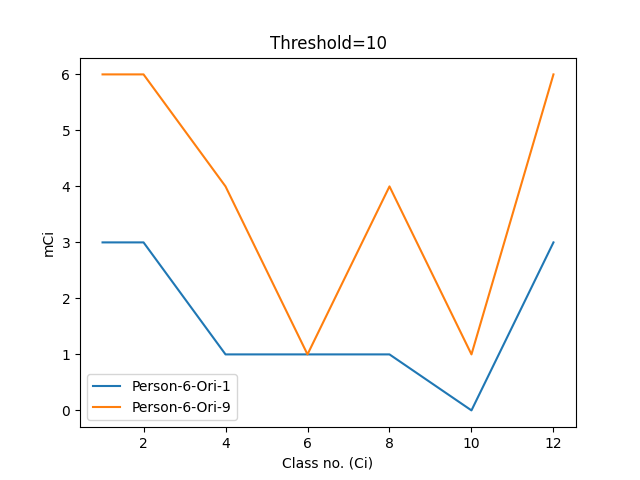 Threshold=10
mCi
6
5
4
3
2
1
0
Person-6-Ori-1
Person-6-Ori-9
2 4 6 8 10 12
Class no. (Ci)